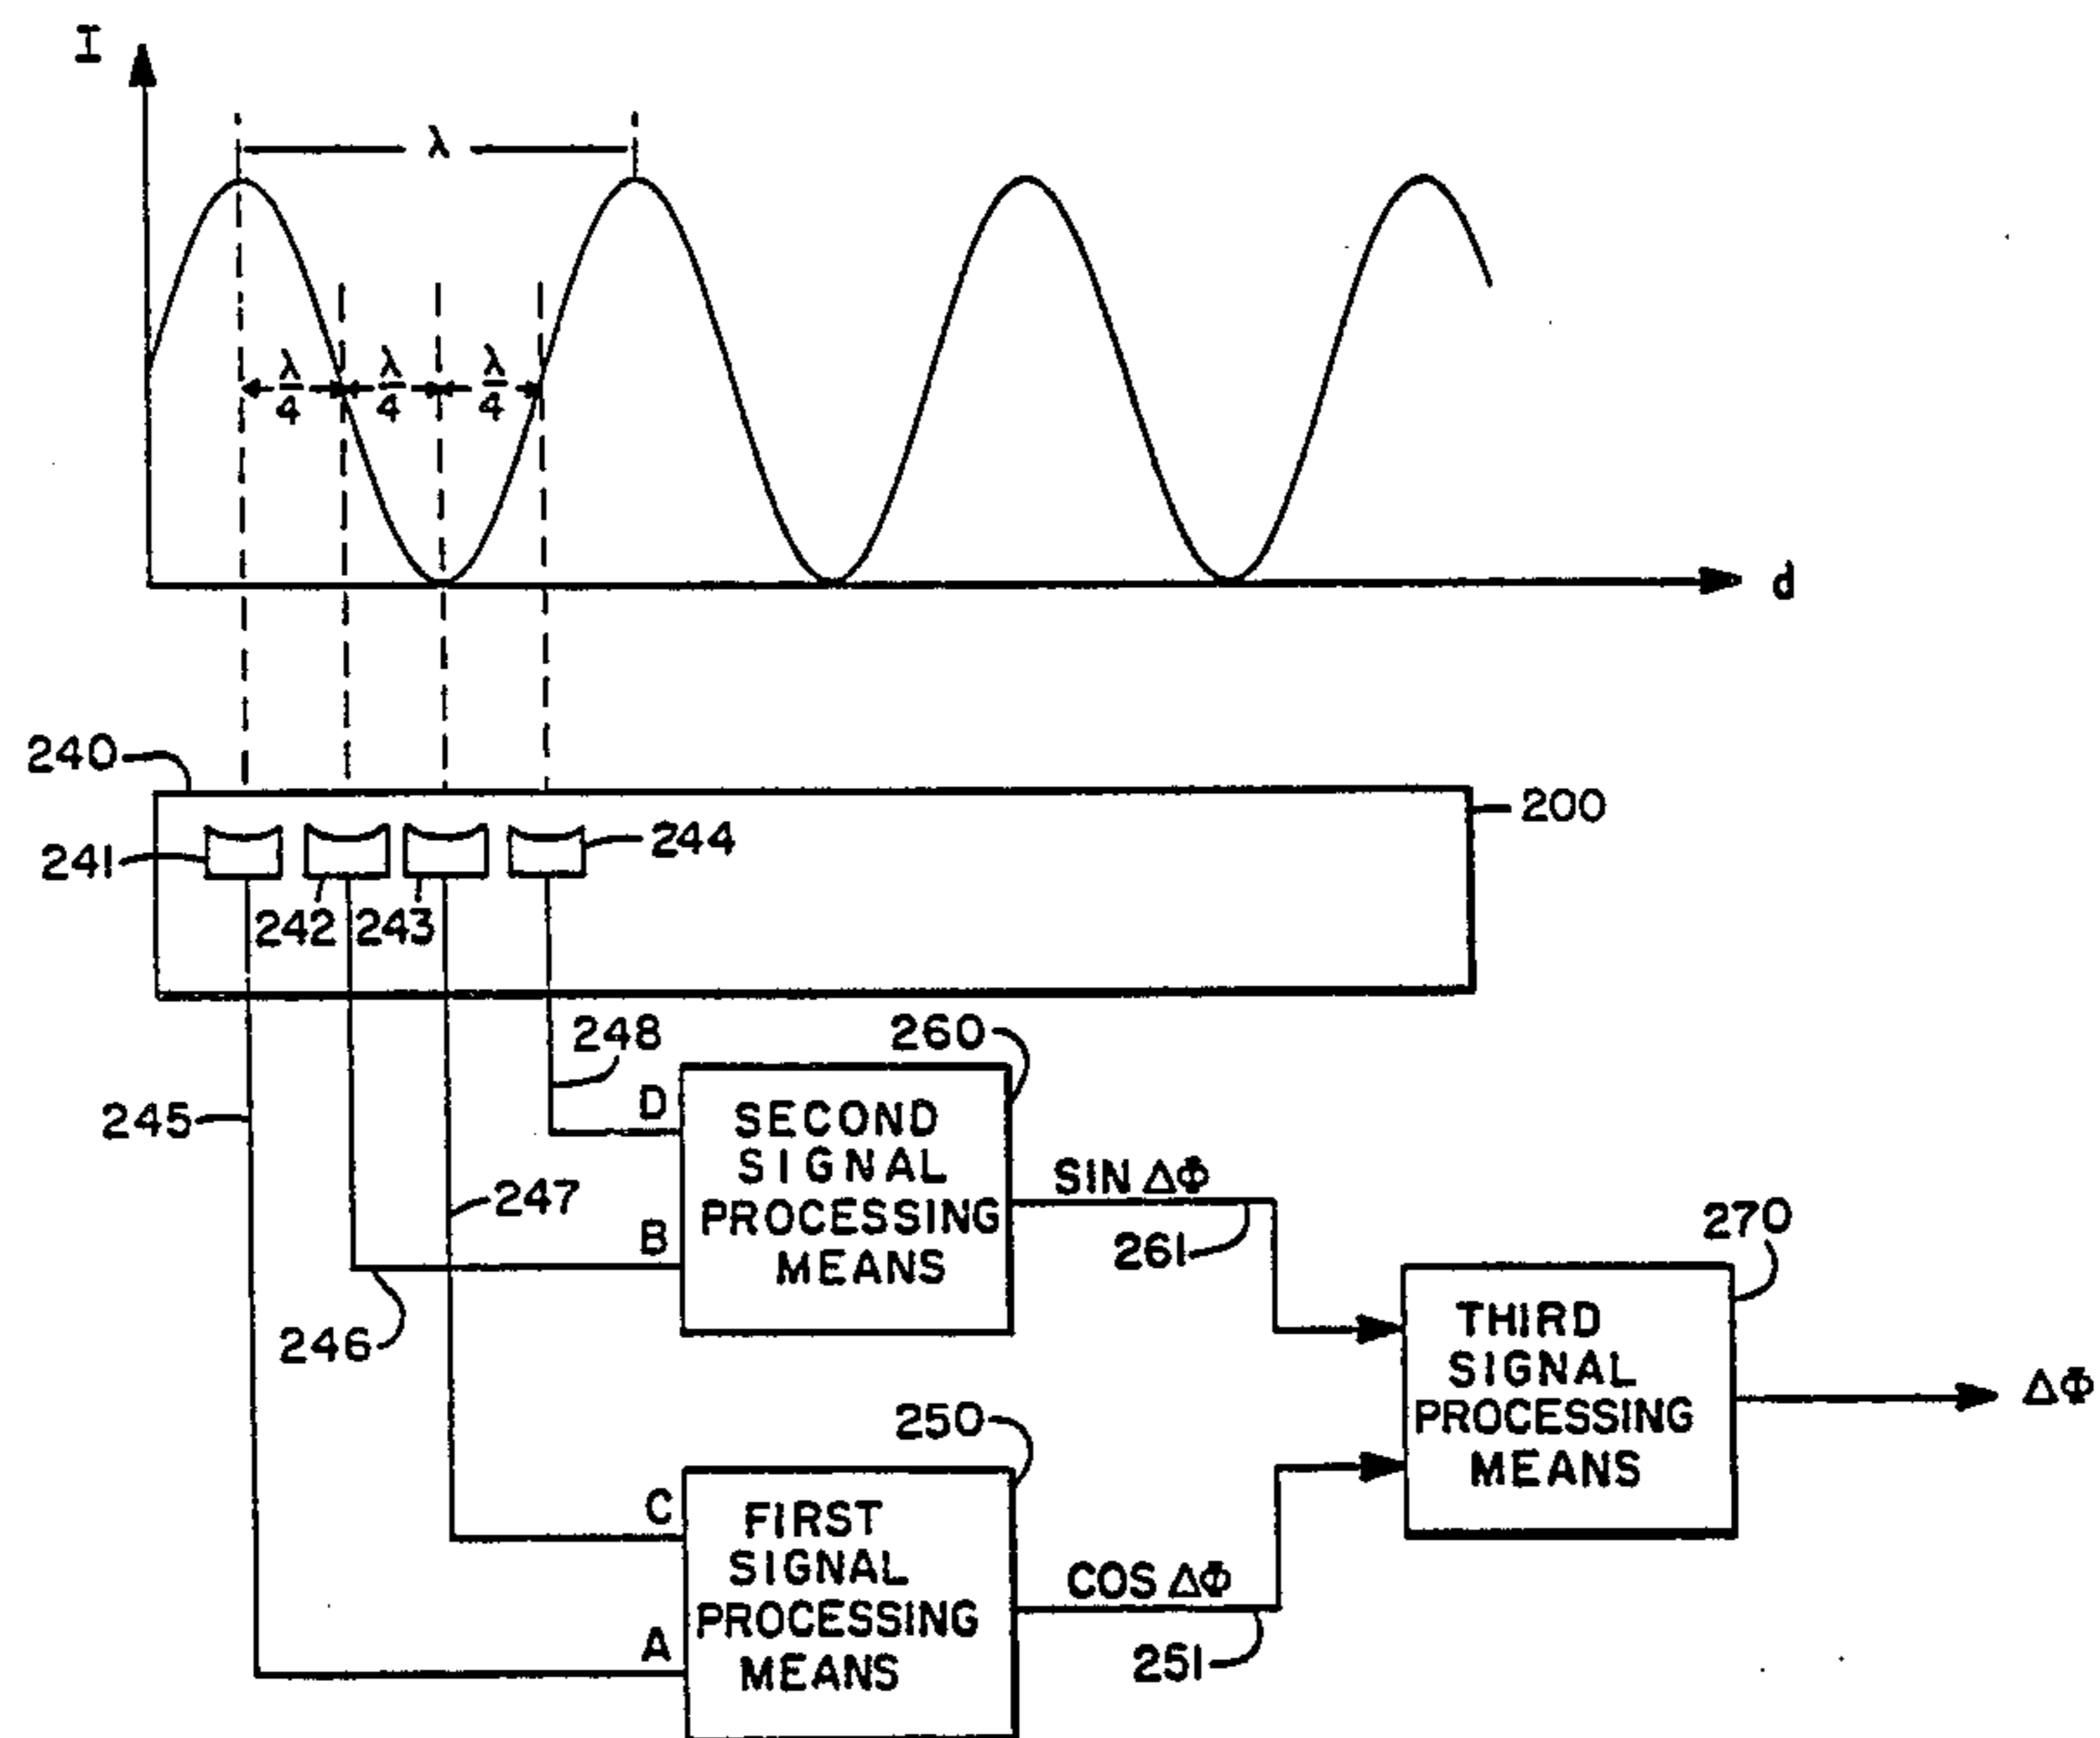 I
λ
λ/4 λ/4 λ/4
d
240
200
241
244
242 243
248
260
D
245
SECOND
SIGNAL
PROCESSING
MEANS
SIN ΔΦ
247
270
B
261
246
THIRD
SIGNAL
PROCESSING
MEANS
ΔΦ
250
C
FIRST
SIGNAL
PROCESSING
MEANS
COS ΔΦ
A
251